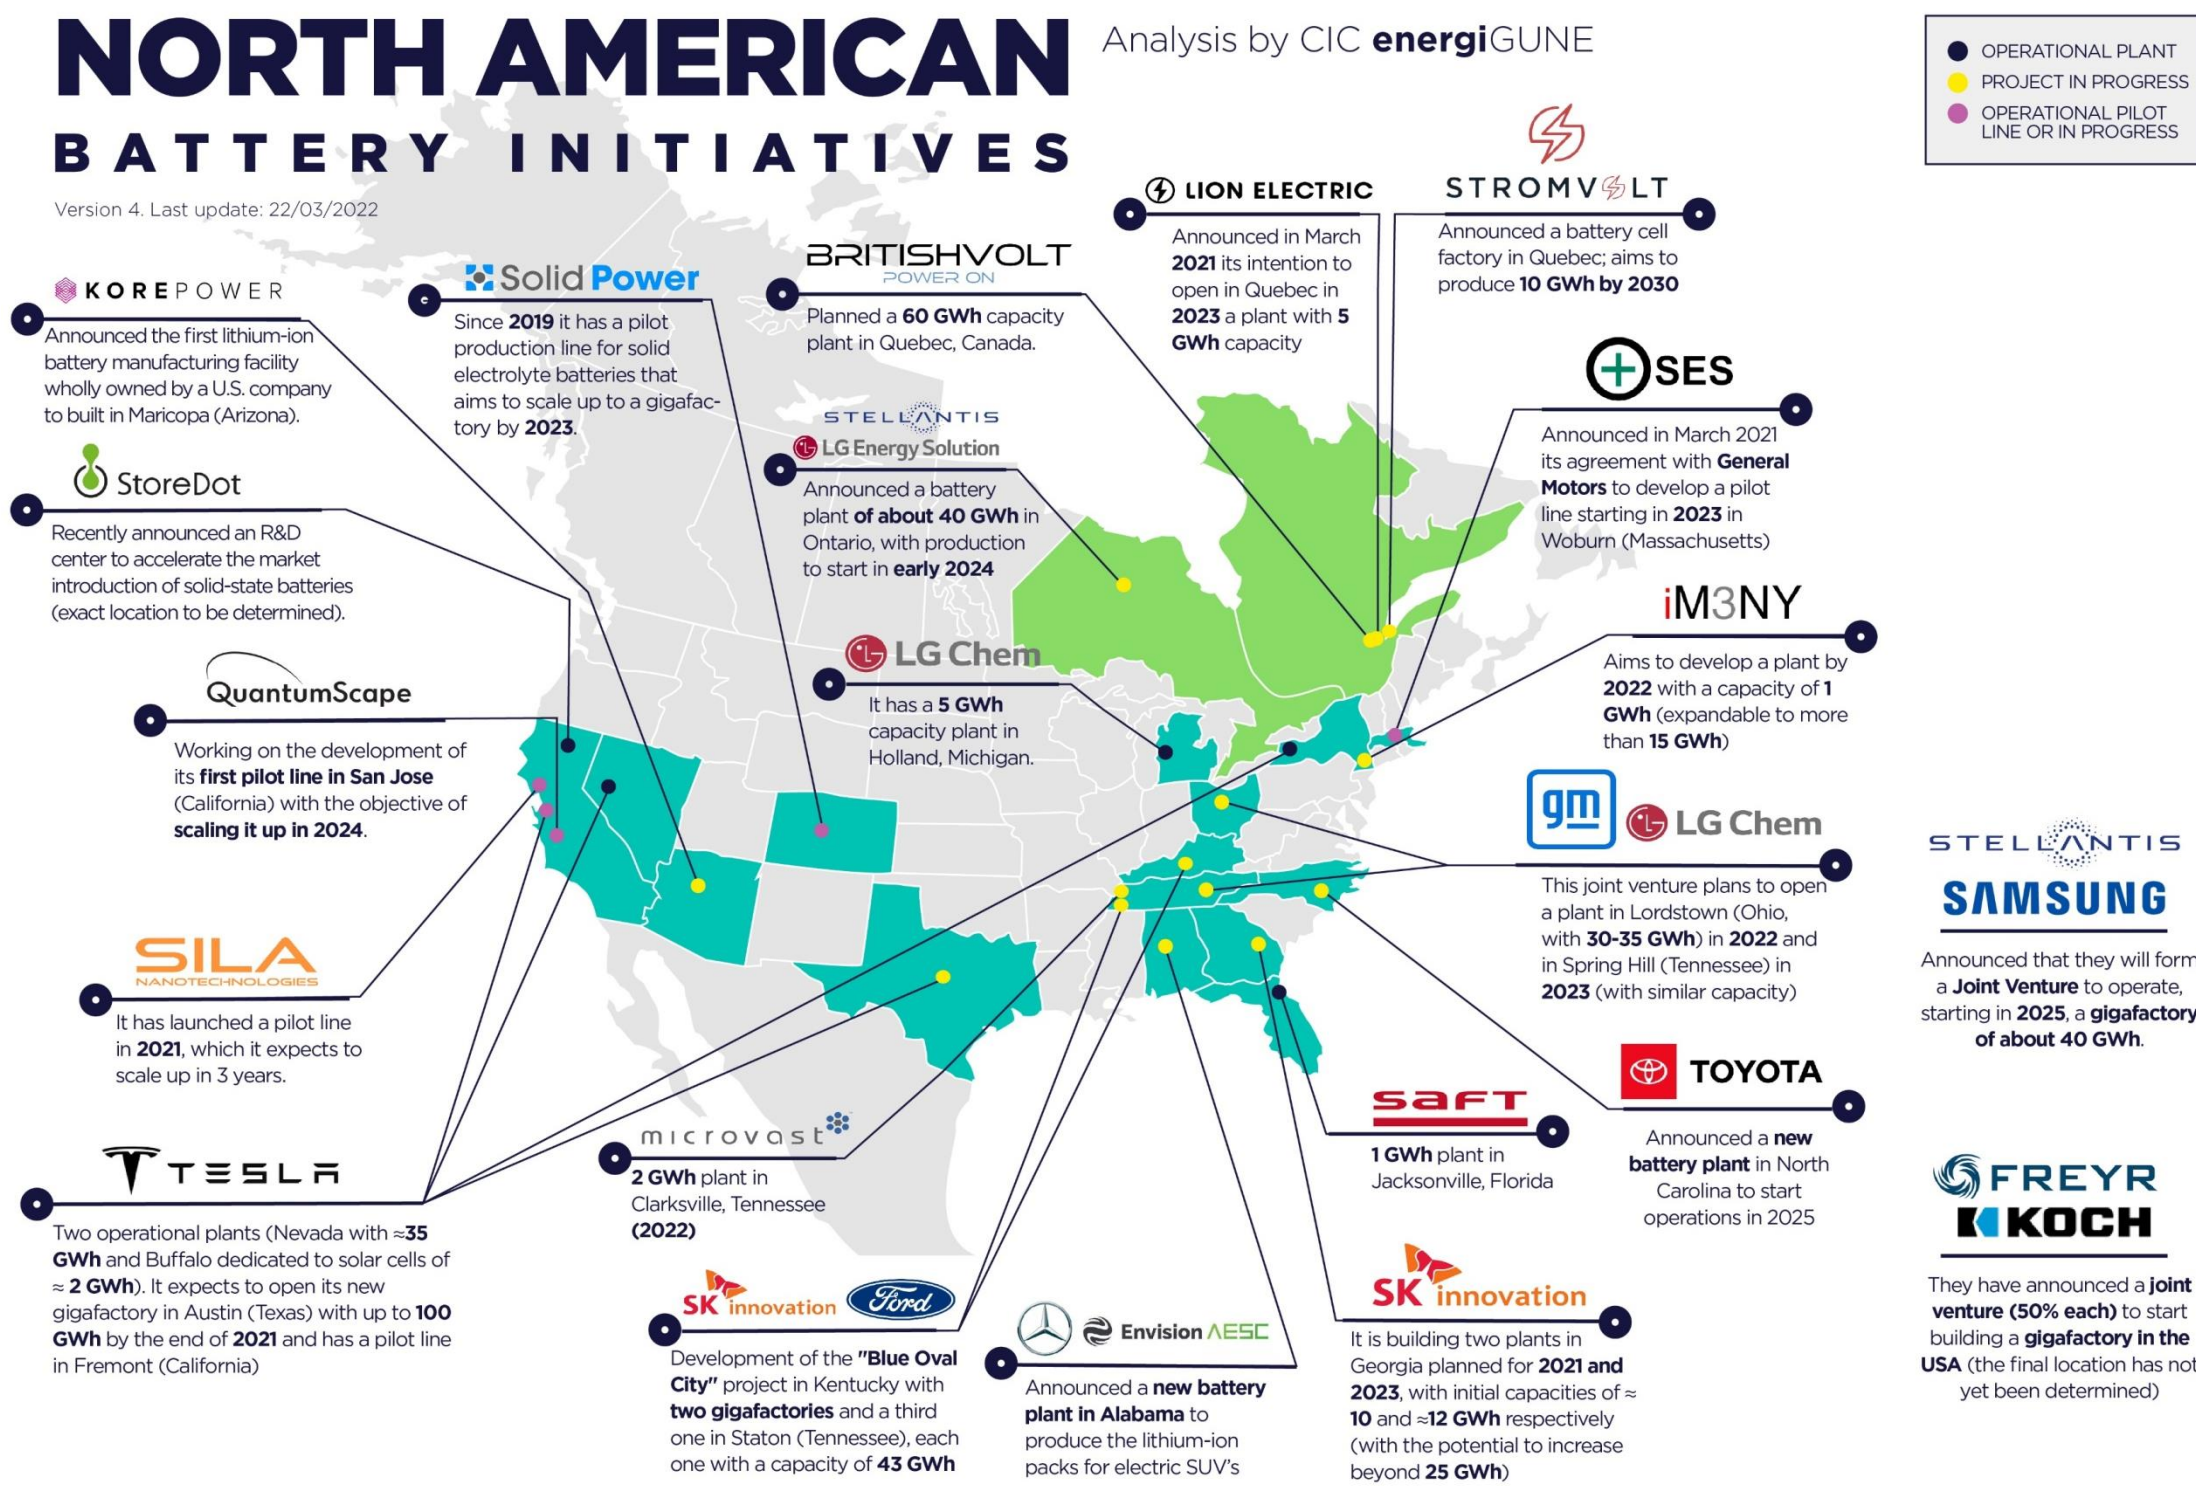 NORTH AMERICAN
BATTERY INITIATIVES
Analysis by CIC energiGUNE
Version 4. Last update: 22/03/2022
OPERATIONAL PLANT
PROJECT IN PROGRESS
OPERATIONAL PILOT
LINE OR IN PROGRESS
KOREPOWER
Announced the first lithium-ion
battery manufacturing facility
wholly owned by a U.S. company
to built in Maricopa (Arizona).
Solid Power
Since 2019 it has a pilot
production line for solid
electrolyte batteries that
aims to scale up to a gigafac-
tory by 2023.
BRITISHVOLT
POWER ON
Planned a 60 GWh capacity
plant in Quebec, Canada.
LION ELECTRIC
Announced in March
2021 its intention to
open in Quebec in
2023 a plant with 5
GWh capacity
STROMVOLT
Announced a battery cell
factory in Quebec; aims to
produce 10 GWh by 2030
STELLANTIS
LG Energy Solution
Announced a battery
plant of about 40 GWh in
Ontario, with production
to start in early 2024
SES
Announced in March 2021
its agreement with General
Motors to develop a pilot
line starting in 2023 in
Woburn (Massachusetts)
StoreDot
Recently announced an R&D
center to accelerate the market
introduction of solid-state batteries
(exact location to be determined).
iM3NY
Aims to develop a plant by
2022 with a capacity of 1
GWh (expandable to more
than 15 GWh)
LG Chem
It has a 5 GWh
capacity plant in
Holland, Michigan.
QuantumScape
Working on the development of
its first pilot line in San Jose
(California) with the objective of
scaling it up in 2024.
gm
LG Chem
This joint venture plans to open
a plant in Lordstown (Ohio,
with 30-35 GWh) in 2022 and
in Spring Hill (Tennessee) in
2023 (with similar capacity)
STELLANTIS
SAMSUNG
Announced that they will form
a Joint Venture to operate,
starting in 2025, a gigafactory
of about 40 GWh.
SILA
NANOTECHNOLOGIES
It has launched a pilot line
in 2021, which it expects to
scale up in 3 years.
TOYOTA
Announced a new
battery plant in North
Carolina to start
operations in 2025
SAFT
1 GWh plant in
Jacksonville, Florida
microvast
2 GWh plant in
Clarksville, Tennessee
(2022)
TESLA
Two operational plants (Nevada with ≈35
GWh and Buffalo dedicated to solar cells of
≈ 2 GWh). It expects to open its new
gigafactory in Austin (Texas) with up to 100
GWh by the end of 2021 and has a pilot line
in Fremont (California)
FREYR
KOCH
They have announced a joint
venture (50% each) to start
building a gigafactory in the
USA (the final location has not
yet been determined)
SK innovation
Ford
Development of the "Blue Oval
City" project in Kentucky with
two gigafactories and a third
one in Staton (Tennessee), each
one with a capacity of 43 GWh
Envision AESC
Announced a new battery
plant in Alabama to
produce the lithium-ion
packs for electric SUV's
SK innovation
It is building two plants in
Georgia planned for 2021 and
2023, with initial capacities of ≈
10 and ≈12 GWh respectively
(with the potential to increase
beyond 25 GWh)